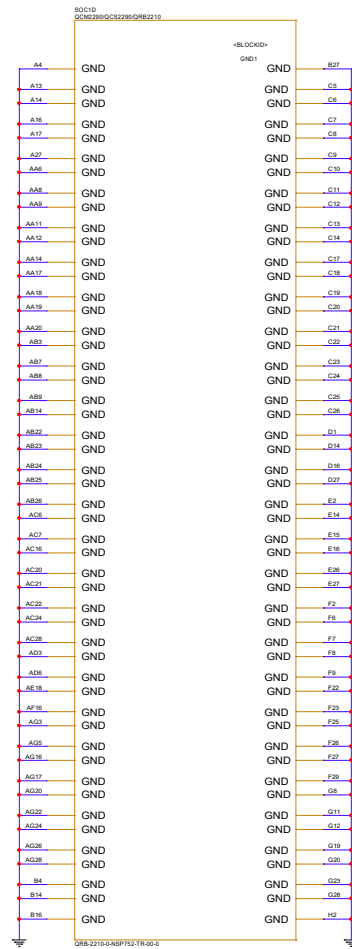 SOC1D
QCM2290/QCS2290/QRB2210
<BLOCKID>
GND1
A4 GND GND B27
A13 GND GND C5
A14 GND GND C6
A16 GND GND C7
A17 GND GND C8
A27 GND GND C9
AA6 GND GND C10
AA8 GND GND C11
AA9 GND GND C12
AA11 GND GND C13
AA12 GND GND C14
AA14 GND GND C17
AA17 GND GND C18
AA18 GND GND C19
AA19 GND GND C20
AA20 GND GND C21
AB3 GND GND C22
AB7 GND GND C23
AB8 GND GND C24
AB9 GND GND C25
AB14 GND GND C26
AB22 GND GND D1
AB23 GND GND D14
AB24 GND GND D16
AB25 GND GND D27
AB26 GND GND E2
AC6 GND GND E14
AC7 GND GND E15
AC16 GND GND E16
AC20 GND GND E26
AC21 GND GND E27
AC22 GND GND F2
AC24 GND GND F6
AC28 GND GND F7
AD3 GND GND F8
AD6 GND GND F9
AE18 GND GND F22
AF16 GND GND F23
AG3 GND GND F25
AG5 GND GND F26
AG16 GND GND F27
AG17 GND GND F29
AG20 GND GND G8
AG22 GND GND G11
AG24 GND GND G12
AG26 GND GND G19
AG28 GND GND G20
B4 GND GND G23
B14 GND GND G28
B16 GND GND H2
QRB-2210-0-NSP752-TR-00-0